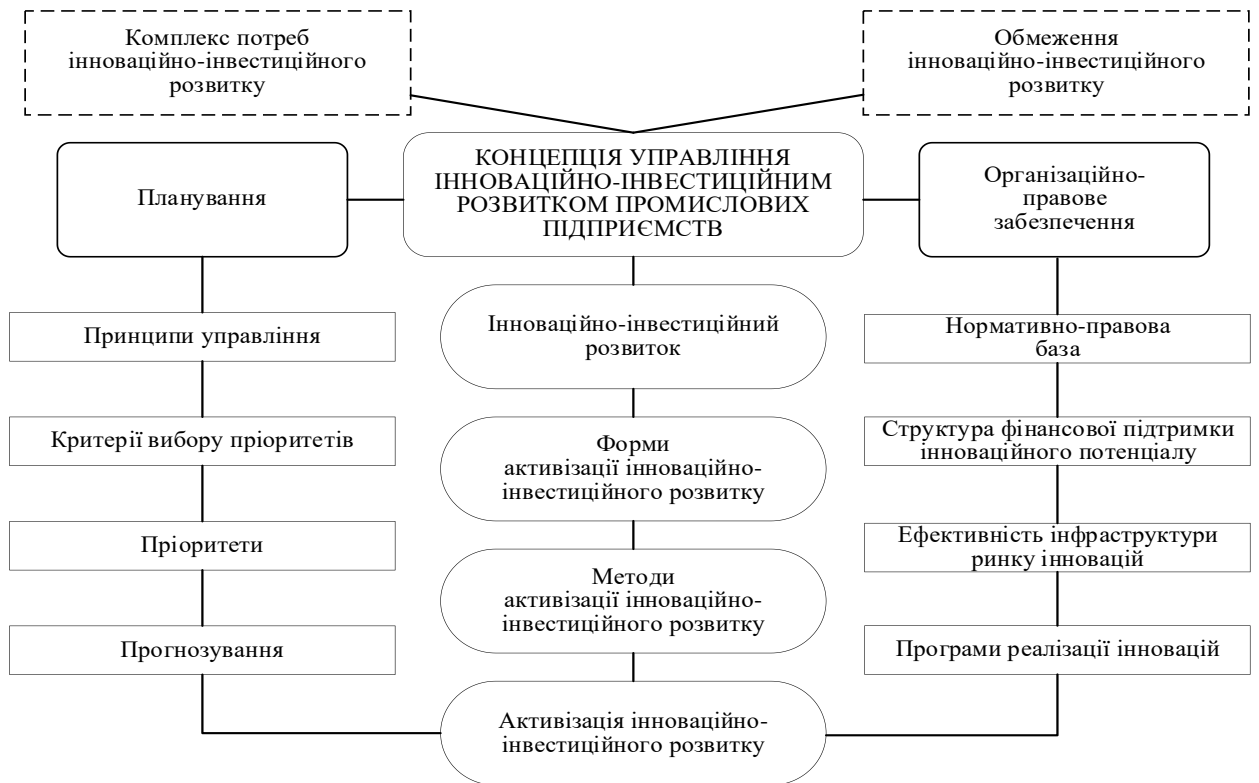 Комплекс потреб
інноваційно-інвестиційного
розвитку
Обмеження
інноваційно-інвестиційного
розвитку
Планування
КОНЦЕПЦІЯ УПРАВЛІННЯ
ІННОВАЦІЙНО-ІНВЕСТИЦІЙНИМ
РОЗВИТКОМ ПРОМИСЛОВИХ
ПІДПРИЄМСТВ
Організаційно-
правове
забезпечення
Принципи управління
Інноваційно-інвестиційний
розвиток
Нормативно-правова
база
Критерії вибору пріоритетів
Форми
активізації інноваційно-
інвестиційного розвитку
Структура фінансової підтримки
інноваційного потенціалу
Пріоритети
Методи
активізації інноваційно-
інвестиційного розвитку
Ефективність інфраструктури
ринку інновацій
Прогнозування
Програми реалізації інновацій
Активізація інноваційно-
інвестиційного розвитку